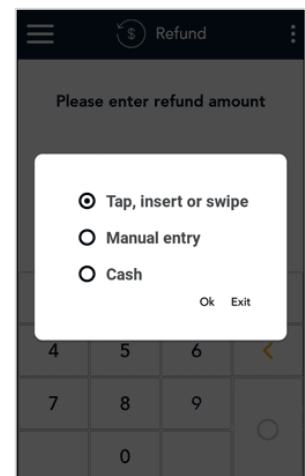 $ Refund
Please enter refund amount
Tap, insert or swipe
Manual entry
Cash
Ok Exit
4 5 6 <
7 8 9
0